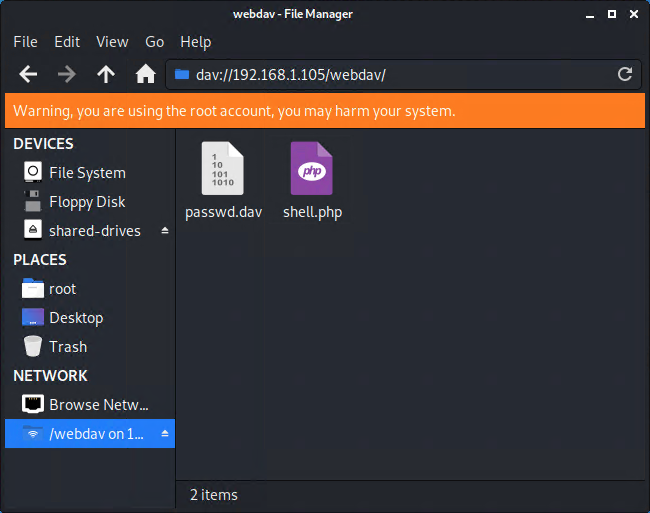 webdav - File Manager
File Edit View Go Help
dav://192.168.1.105/webdav/
Warning, you are using the root account, you may harm your system.
DEVICES
File System
Floppy Disk
shared-drives
PLACES
root
Desktop
Trash
NETWORK
Browse Netw...
/webdav on 1...
1
10
101
1010
passwd.dav
php
shell.php
2 items